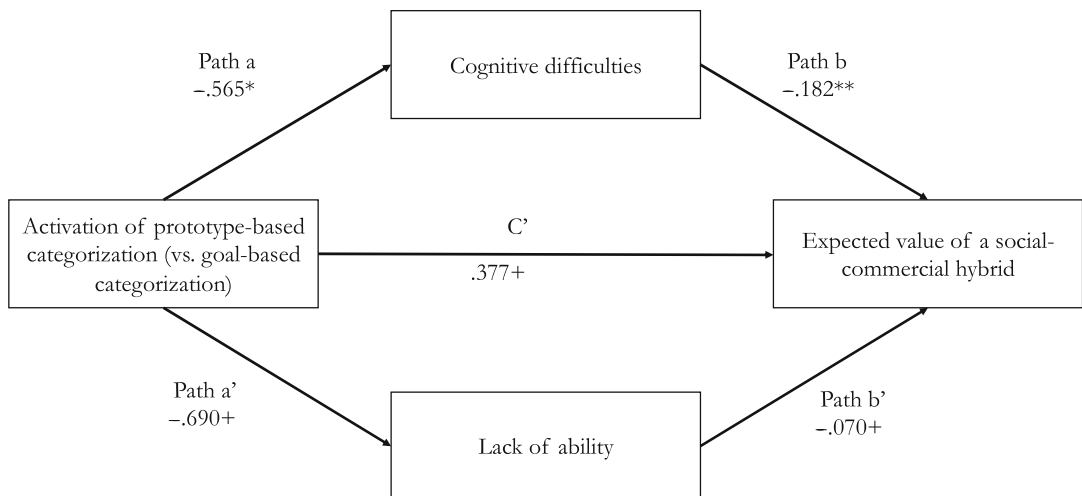 Path a
–.565*
Cognitive difficulties
Path b
–.182**
Activation of prototype-based
categorization (vs. goal-based
categorization)
C’
.377+
Expected value of a social-
commercial hybrid
Path a’
–.690+
Lack of ability
Path b’
–.070+